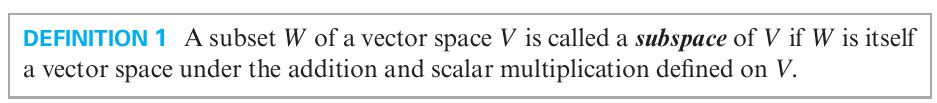 DEFINITION 1 A subset W of a vector space V is called a subspace of V if W is itself
a vector space under the addition and scalar multiplication defined on V.